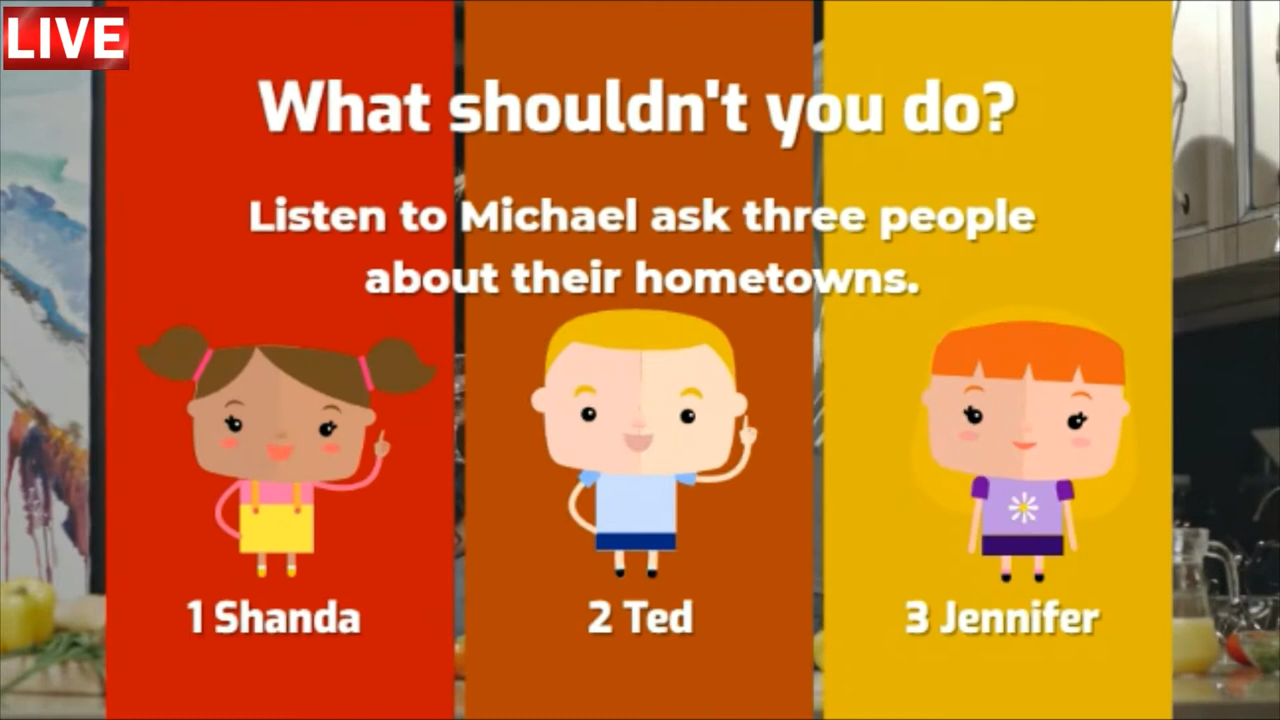 LIVE
What shouldn't you do?
Listen to Michael ask three people
about their hometowns.
1 Shanda
2 Ted
3 Jennifer